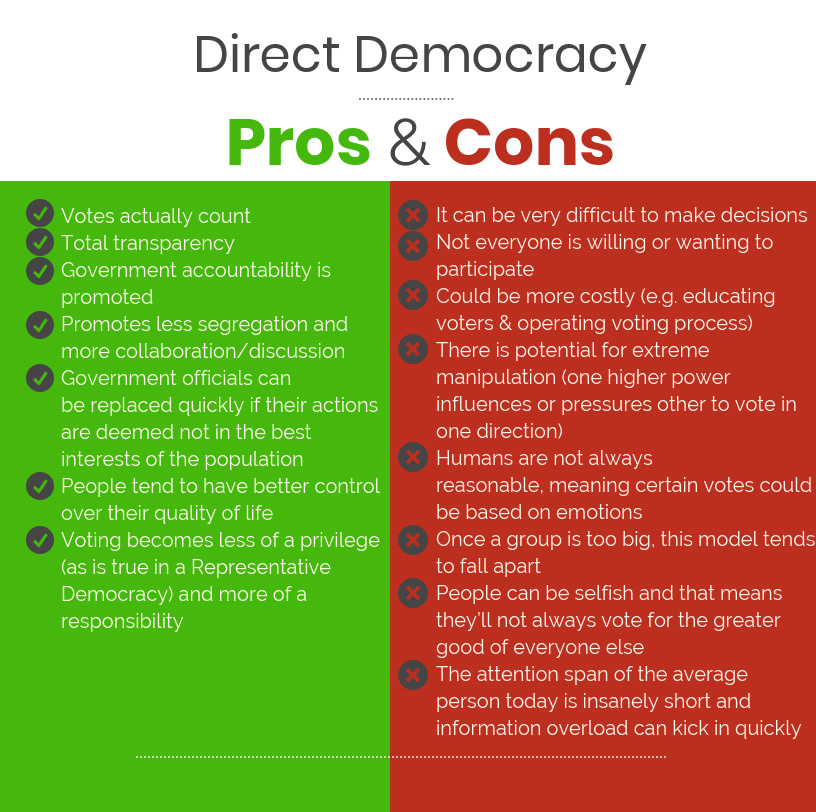 Direct Democracy
Pros & Cons
Votes actually count
Total transparency
Government accountability is
promoted
Promotes less segregation and
more collaboration/discussion
Government officials can
be replaced quickly if their actions
are deemed not in the best
interests of the population
People tend to have better control
over their quality of life
Voting becomes less of a privilege
(as is true in a Representative
Democracy) and more of a
responsibility
It can be very difficult to make decisions
Not everyone is willing or wanting to
participate
Could be more costly (e.g. educating
voters & operating voting process)
There is potential for extreme
manipulation (one higher power
influences or pressures other to vote in
one direction)
Humans are not always
reasonable, meaning certain votes could
be based on emotions
Once a group is too big, this model tends
to fall apart
People can be selfish and that means
they'll not always vote for the greater
good of everyone else
The attention span of the average
person today is insanely short and
information overload can kick in quickly